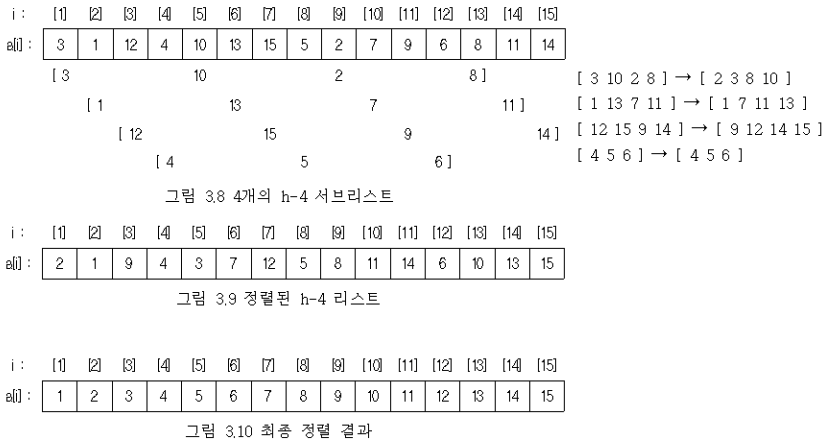 i : [1] [2] [3] [4] [5] [6] [7] [8] [9] [10] [11] [12] [13] [14] [15]
a[i] : 3 1 12 4 10 13 15 5 2 7 9 6 8 11 14
[ 3 10 2 8 ]
[ 1 13 7 11 ]
[ 12 15 9 14 ]
[ 4 5 6 ]
[ 3 10 2 8 ] → [ 2 3 8 10 ]
[ 1 13 7 11 ] → [ 1 7 11 13 ]
[ 12 15 9 14 ] → [ 9 12 14 15 ]
[ 4 5 6 ] → [ 4 5 6 ]
그림 3.8 4개의 h-4 서브리스트
i : [1] [2] [3] [4] [5] [6] [7] [8] [9] [10] [11] [12] [13] [14] [15]
a[i] : 2 1 9 4 3 7 12 5 8 11 14 6 10 13 15
그림 3.9 정렬된 h-4 리스트
i : [1] [2] [3] [4] [5] [6] [7] [8] [9] [10] [11] [12] [13] [14] [15]
a[i] : 1 2 3 4 5 6 7 8 9 10 11 12 13 14 15
그림 3.10 최종 정렬 결과